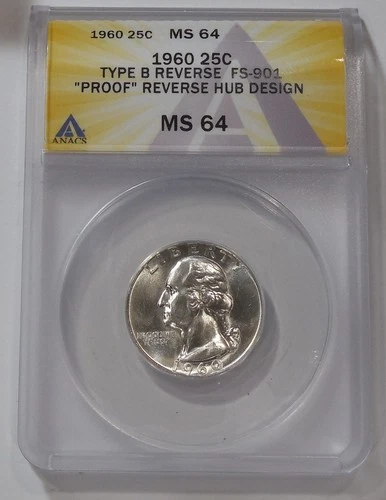 1960 25C MS 64
1960 25C
TYPE B REVERSE FS-901
"PROOF" REVERSE HUB DESIGN
MS 64
ANACS
LIBERTY
IN GOD WE
TRUST
1960